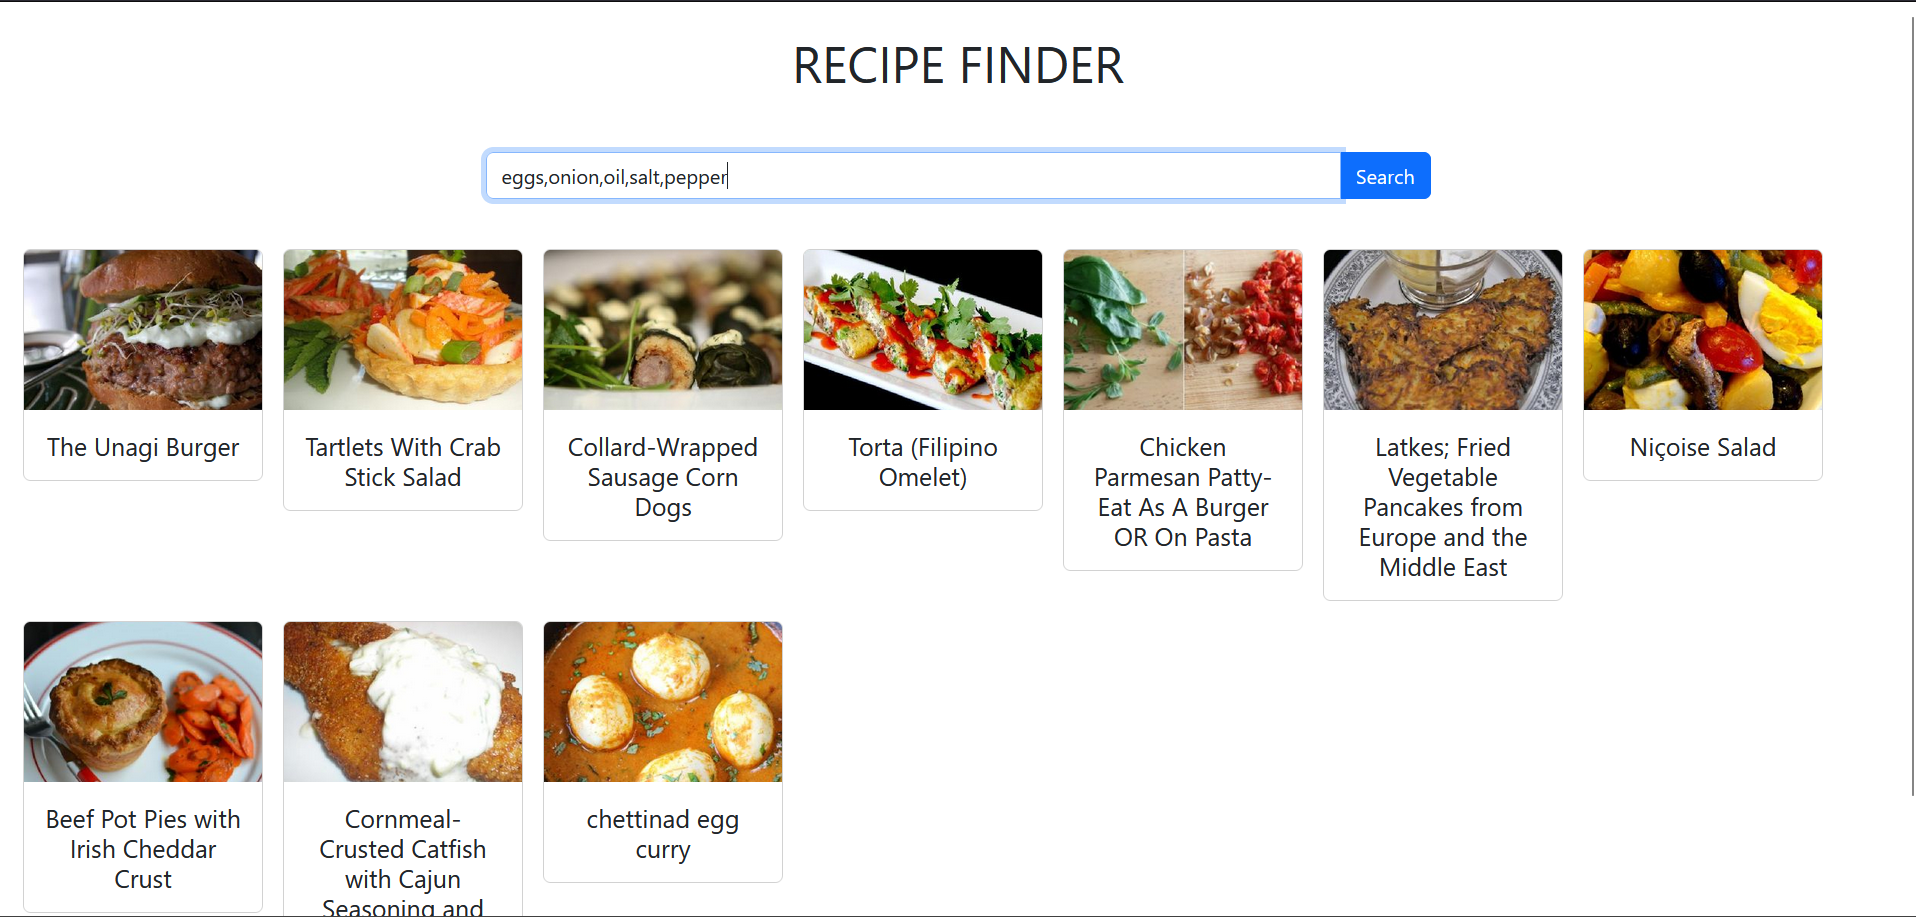 RECIPE FINDER
eggs,onion,oil,salt,pepper
Search
The Unagi Burger
Tartlets With Crab
Stick Salad
Collard-Wrapped
Sausage Corn
Dogs
Torta (Filipino
Omelet)
Chicken
Parmesan Patty-
Eat As A Burger
OR On Pasta
Latkes; Fried
Vegetable
Pancakes from
Europe and the
Middle East
Niçoise Salad
Beef Pot Pies with
Irish Cheddar
Crust
Cornmeal-
Crusted Catfish
with Cajun
Seasoning and
chettinad egg
curry